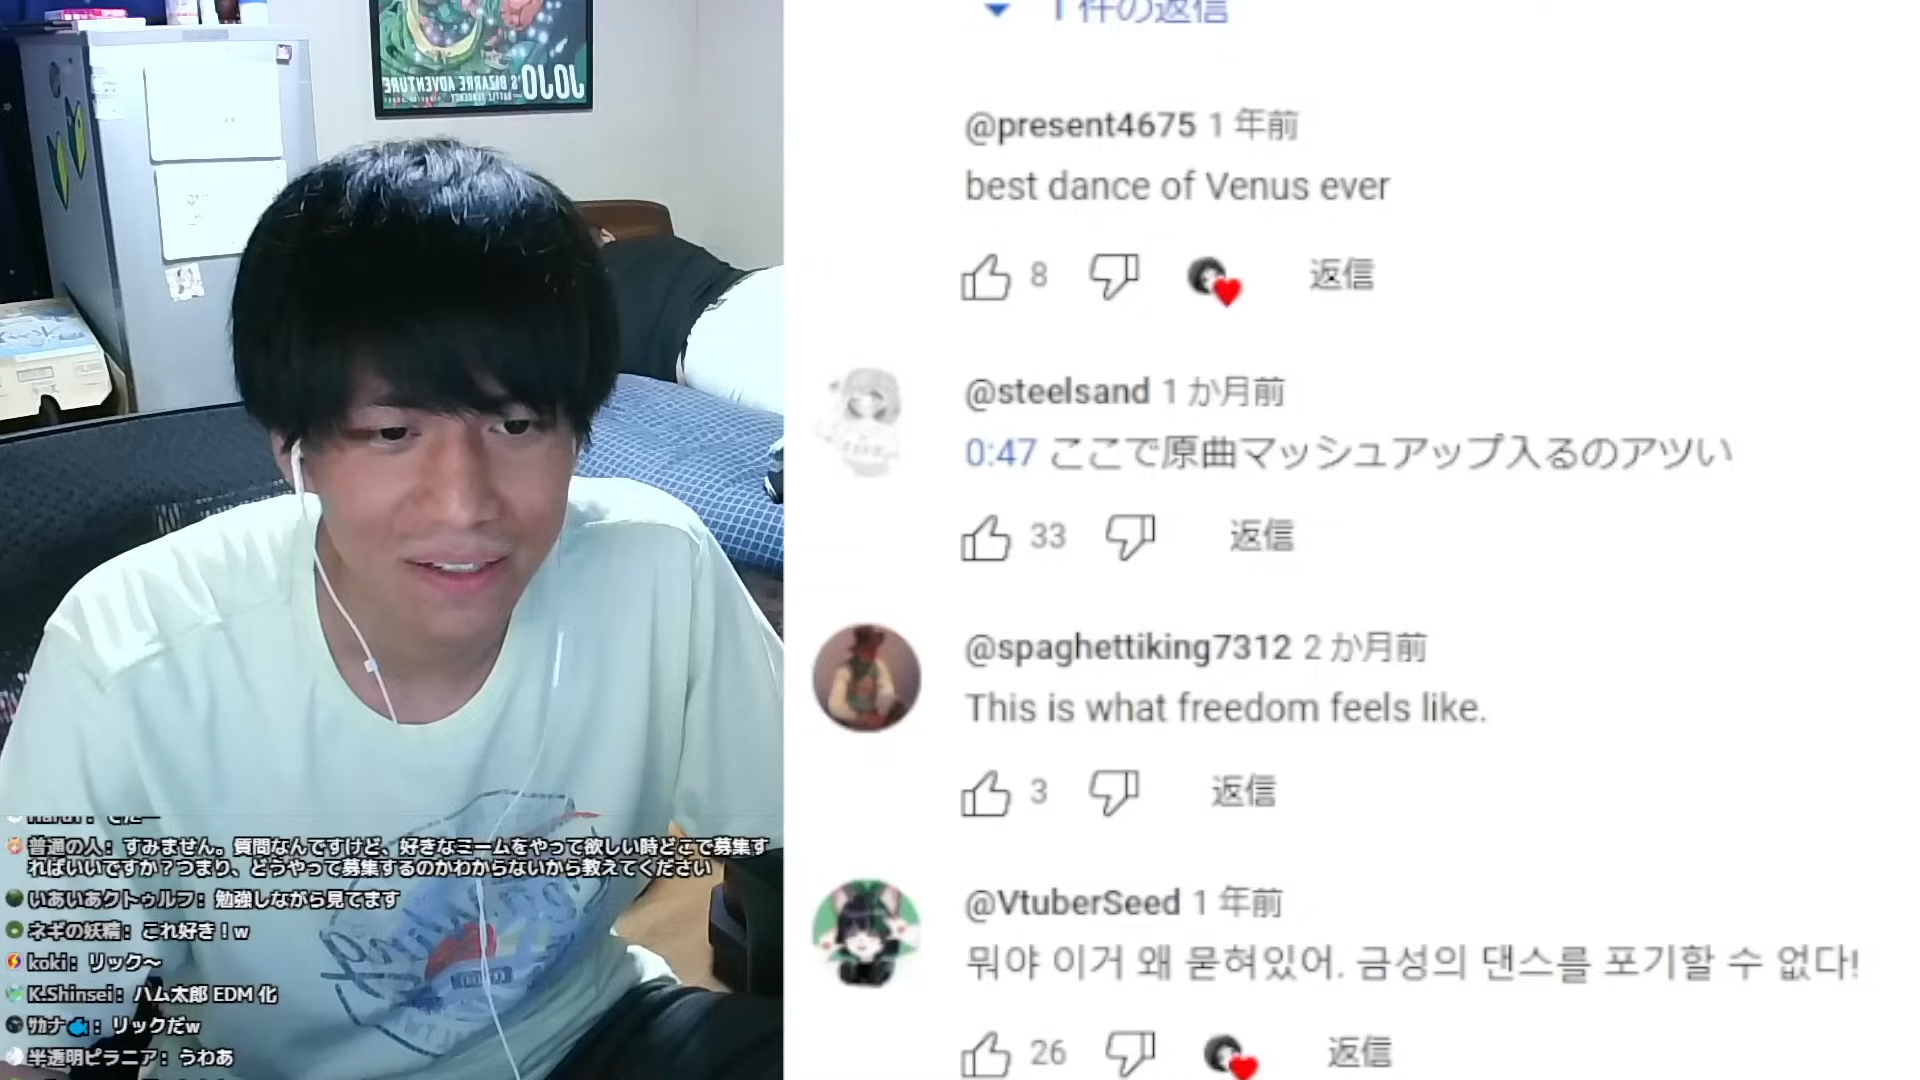 JOJO'S BIZARRE ADVENTURE
BATTLE TENDENCY
普通の人: すみません。質問なんですけど、好きなミームをやって欲しい時どこで募集す
ればいいですか？つまり、どうやって募集するのかわからないから教えてください
いあいあクトゥルフ: 勉強しながら見てます
ネギの妖精: これ好き！w
koki: リック〜
K.Shinsei: ハム太郎 EDM 化
サカナ🐟: リックだw
半透明ピラニア: うわあ
1 件の返信
@present4675 1 年前
best dance of Venus ever
8 返信
@steelsand 1 か月前
0:47 ここで原曲マッシュアップ入るのアツい
33 返信
@spaghettiking7312 2 か月前
This is what freedom feels like.
3 返信
@VtuberSeed 1 年前
뭐야 이거 왜 묻혀있어. 금성의 댄스를 포기할 수 없다!
26 返信